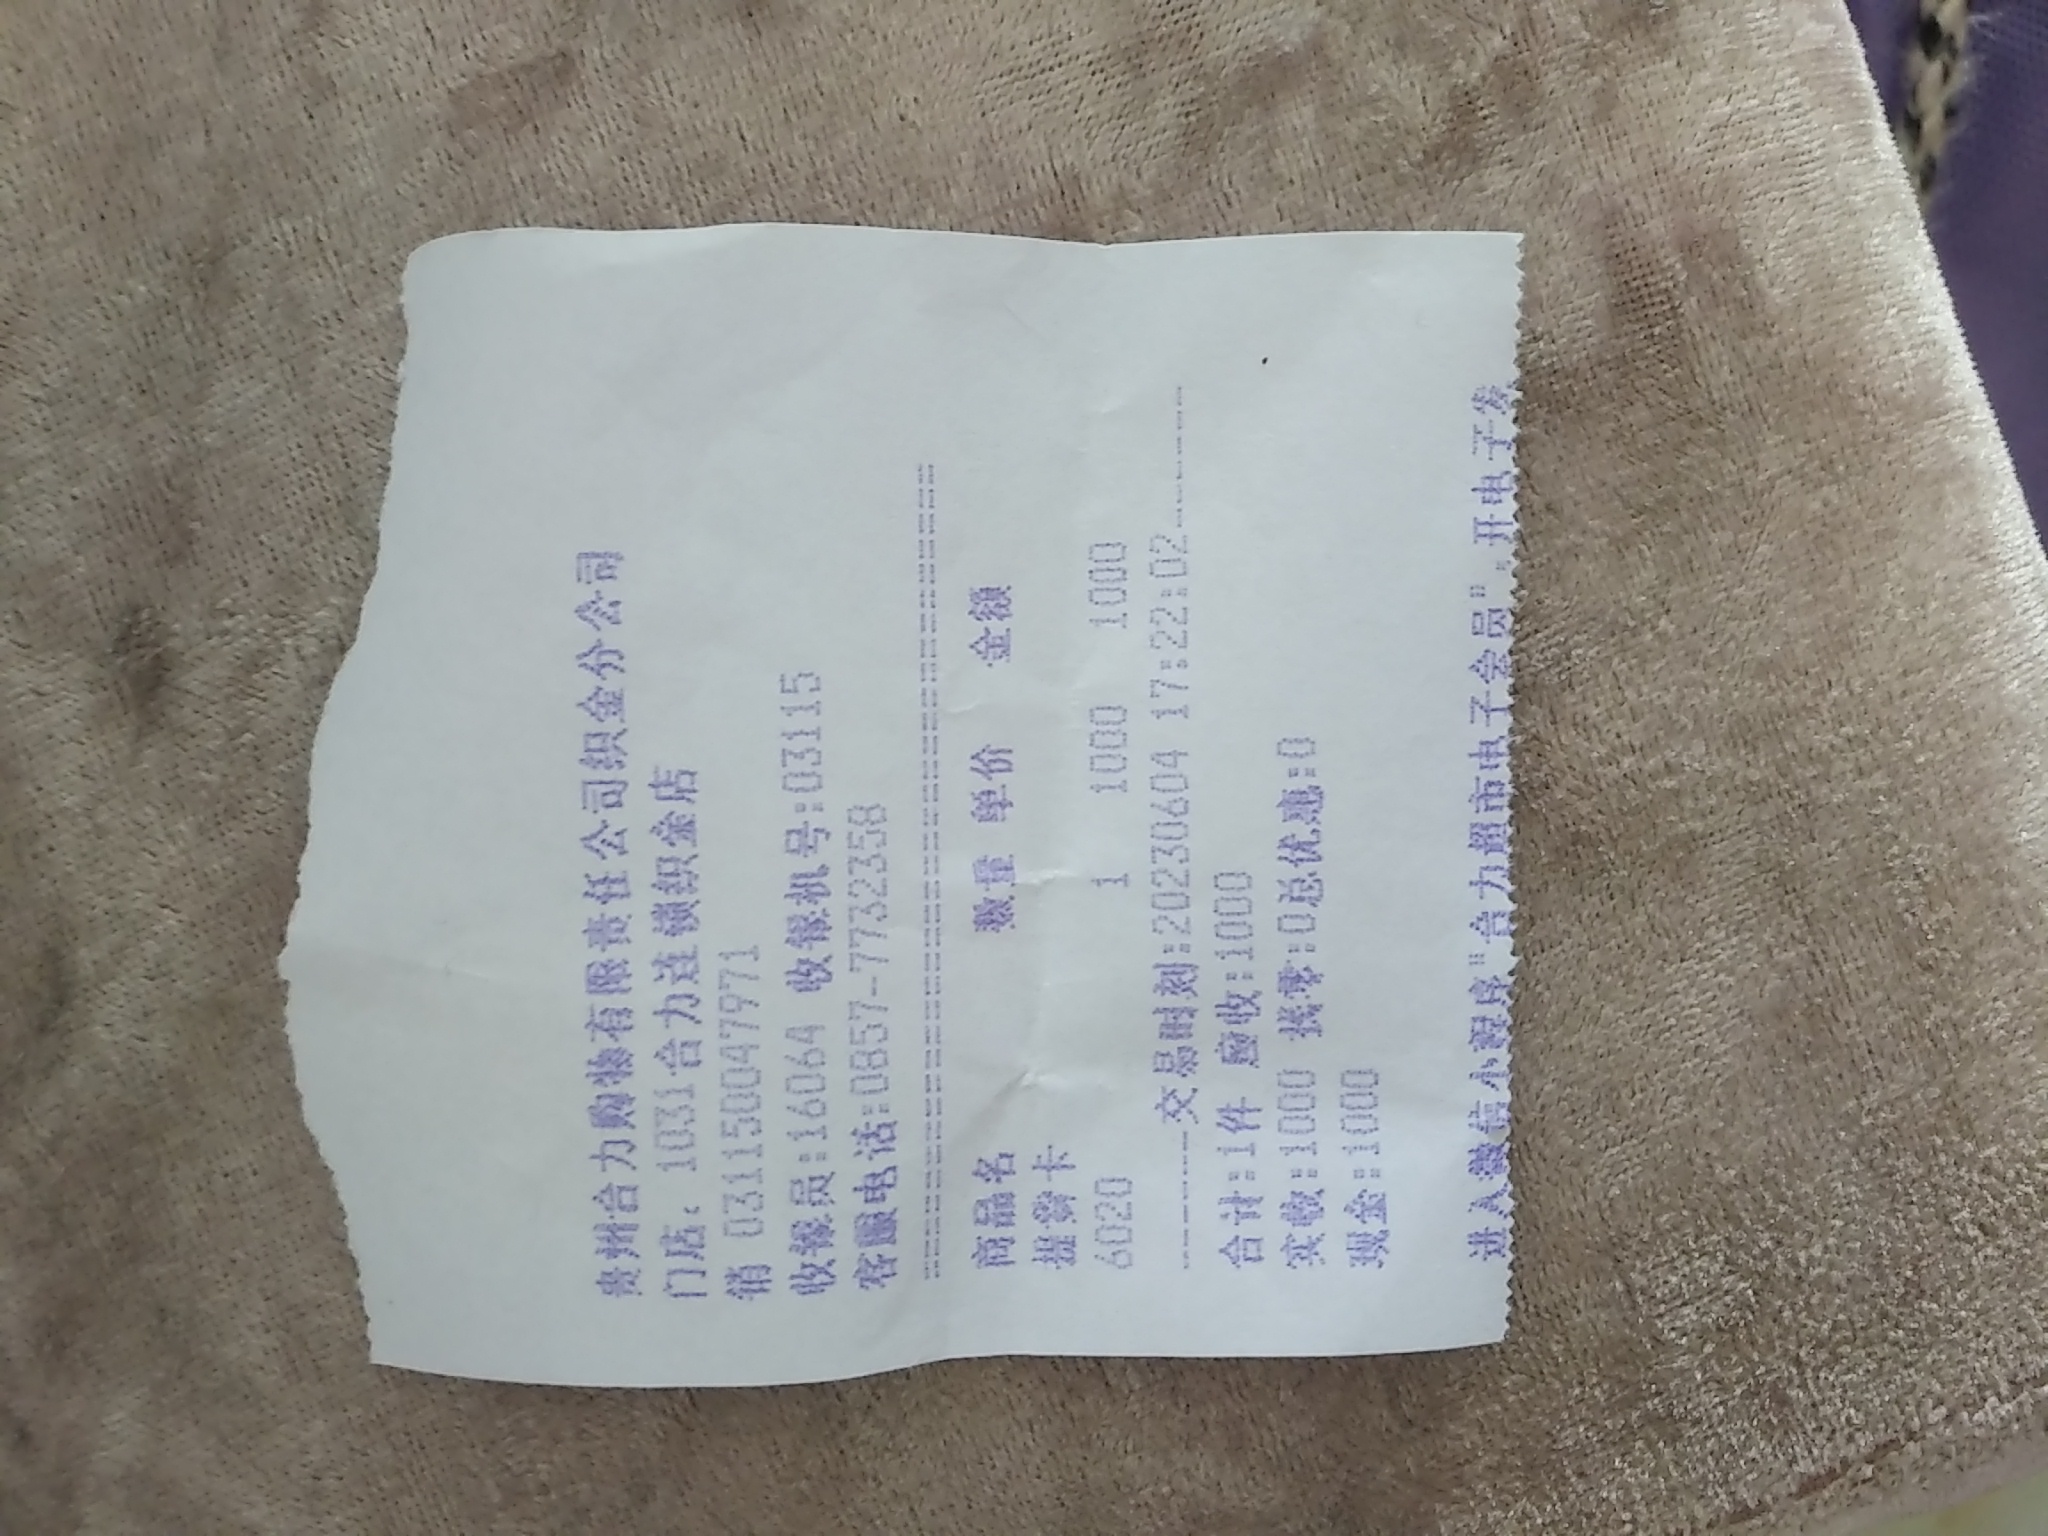 贵州合力购物有限责任公司织金分公司
门店: 1031合力连锁织金店
销 031150047971
收银员:16064 收银机号:03115
客服电话:0857-7732358
================================
商品名 数量 单价 金额
提货卡
6020 1 1000 1000
--------交易时刻:20230604 17:22:02--------
合计:1件 应收:1000
实收:1000 找零:0总优惠:0
现金:1000
进入微信小程序"合力超市电子会员",开电子发